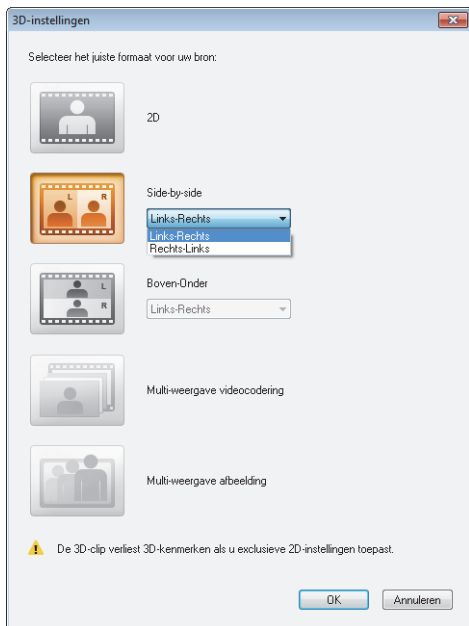 3D-instellingen
Selecteer het juiste formaat voor uw bron:
2D
L R
Side-by-side
Links-Rechts
Links-Rechts
Rechts-Links
L
R
Boven-Onder
Links-Rechts
Multi-weergave videocodering
Multi-weergave afbeelding
De 3D-clip verliest 3D-kenmerken als u exclusieve 2D-instellingen toepast.
OK Annuleren